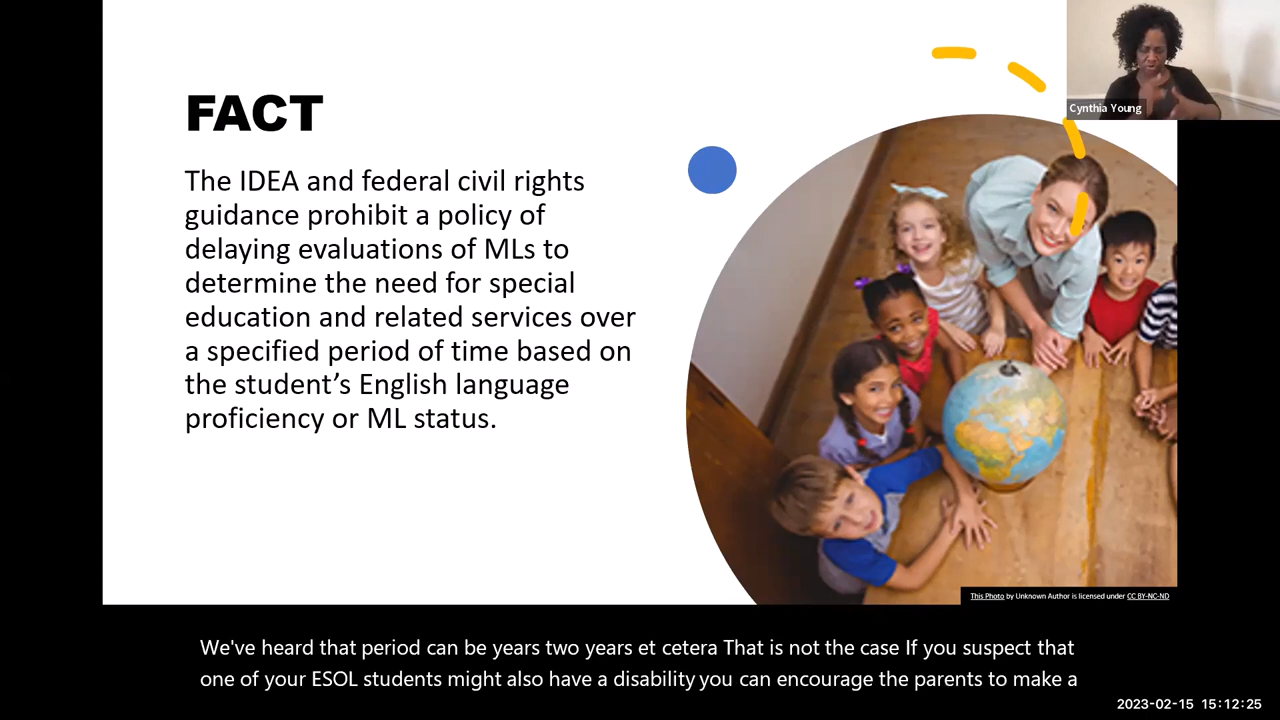 FACT
The IDEA and federal civil rights
guidance prohibit a policy of
delaying evaluations of MLs to
determine the need for special
education and related services over
a specified period of time based on
the student’s English language
proficiency or ML status.
Cynthia Young
This Photo by Unknown Author is licensed under CC BY-NC-ND
We've heard that period can be years two years et cetera That is not the case If you suspect that
one of your ESOL students might also have a disability you can encourage the parents to make a
2023-02-15 15:12:25